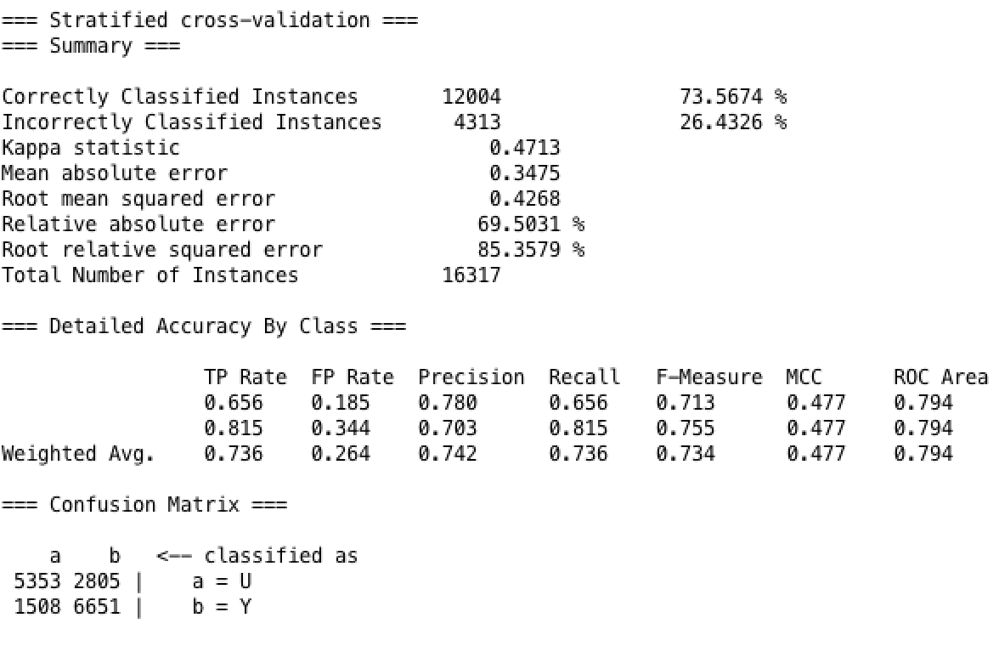 === Stratified cross-validation ===
=== Summary ===
Correctly Classified Instances 12004 73.5674 %
Incorrectly Classified Instances 4313 26.4326 %
Kappa statistic 0.4713
Mean absolute error 0.3475
Root mean squared error 0.4268
Relative absolute error 69.5031 %
Root relative squared error 85.3579 %
Total Number of Instances 16317
=== Detailed Accuracy By Class ===
TP Rate FP Rate Precision Recall F-Measure MCC ROC Area
0.656 0.185 0.780 0.656 0.713 0.477 0.794
0.815 0.344 0.703 0.815 0.755 0.477 0.794
Weighted Avg. 0.736 0.264 0.742 0.736 0.734 0.477 0.794
=== Confusion Matrix ===
a b <-- classified as
5353 2805 | a = U
1508 6651 | b = Y